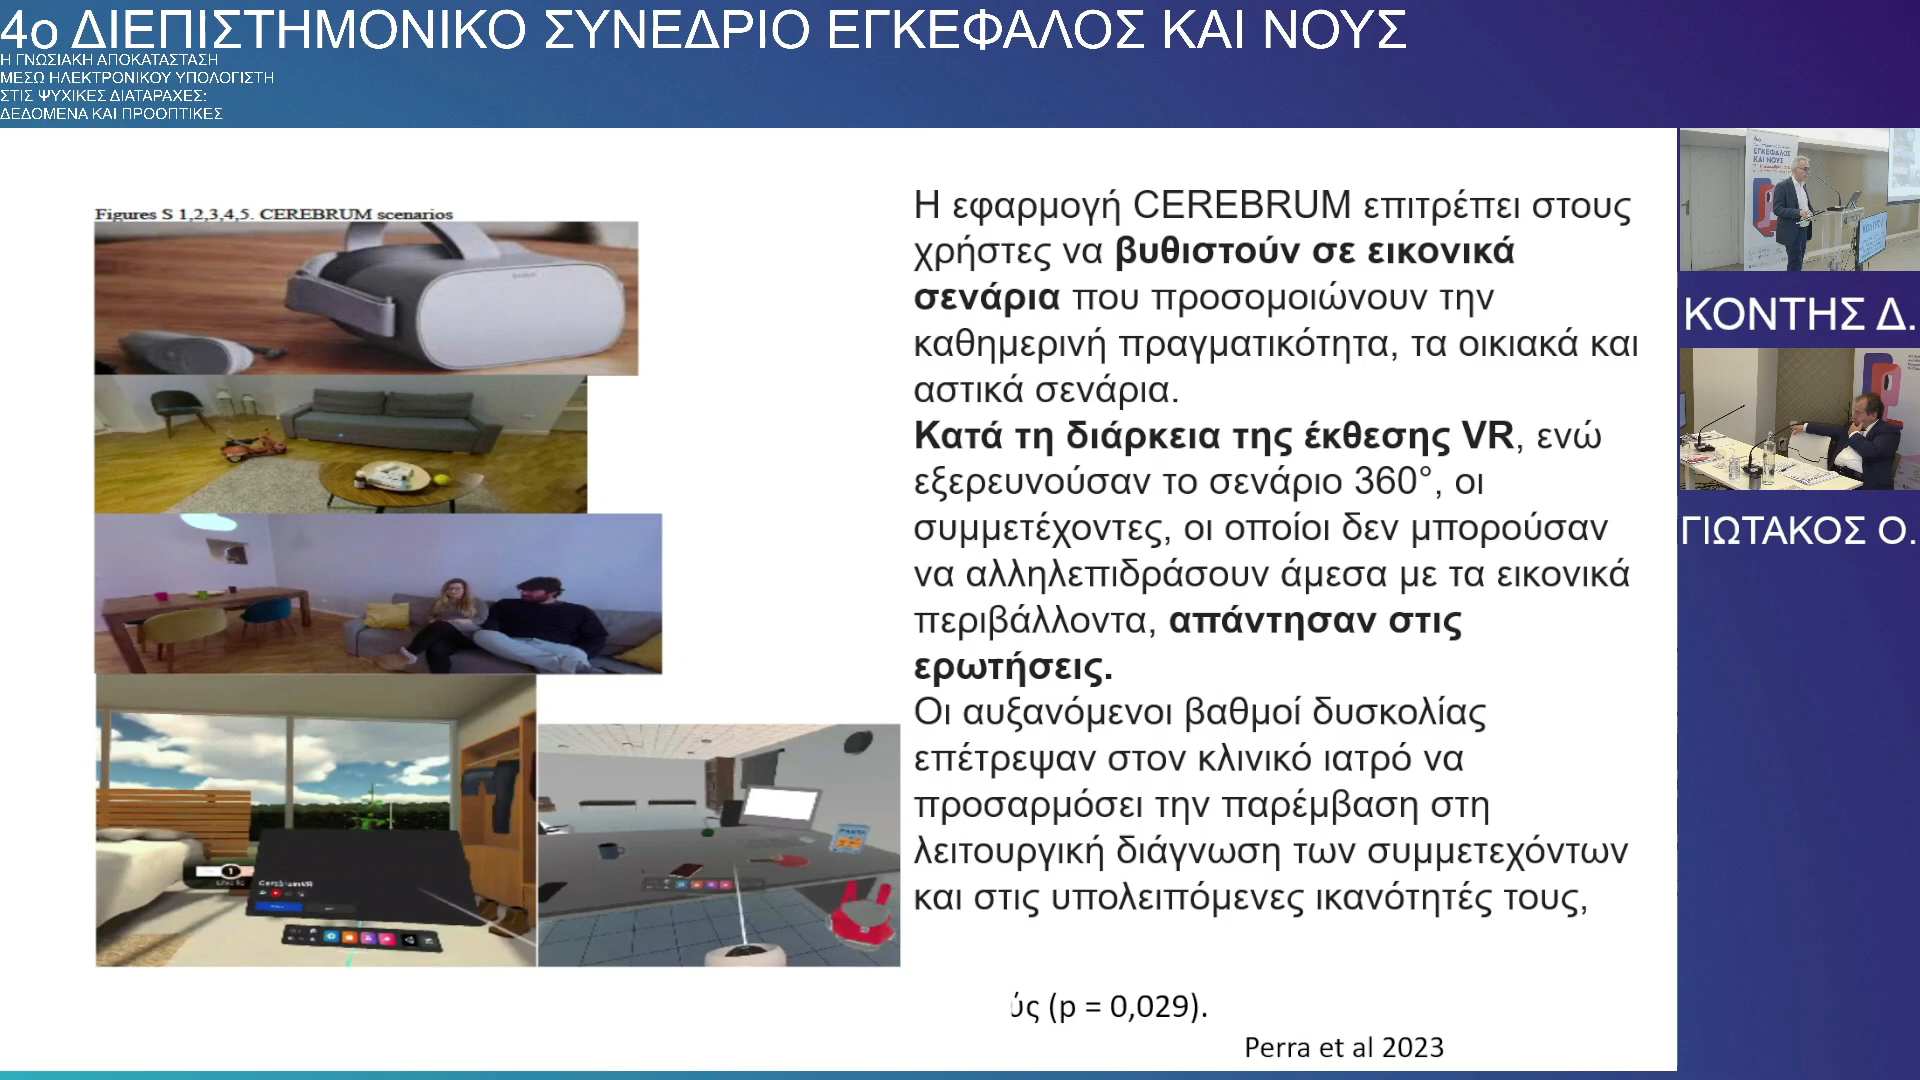 4ο ΔΙΕΠΙΣΤΗΜΟΝΙΚΟ ΣΥΝΕΔΡΙΟ ΕΓΚΕΦΑΛΟΣ ΚΑΙ ΝΟΥΣ
Η ΓΝΩΣΙΑΚΗ ΑΠΟΚΑΤΑΣΤΑΣΗ
ΜΕΣΩ ΗΛΕΚΤΡΟΝΙΚΟΥ ΥΠΟΛΟΓΙΣΤΗ
ΣΤΙΣ ΨΥΧΙΚΕΣ ΔΙΑΤΑΡΑΧΕΣ:
ΔΕΔΟΜΕΝΑ ΚΑΙ ΠΡΟΟΠΤΙΚΕΣ
Figures S 1,2,3,4,5. CEREBRUM scenarios
Η εφαρμογή CEREBRUM επιτρέπει στους
χρήστες να βυθιστούν σε εικονικά
σενάρια που προσομοιώνουν την
καθημερινή πραγματικότητα, τα οικιακά και
αστικά σενάρια.
Κατά τη διάρκεια της έκθεσης VR, ενώ
εξερευνούσαν το σενάριο 360°, οι
συμμετέχοντες, οι οποίοι δεν μπορούσαν
να αλληλεπιδράσουν άμεσα με τα εικονικά
περιβάλλοντα, απάντησαν στις
ερωτήσεις.
Οι αυξανόμενοι βαθμοί δυσκολίας
επέτρεψαν στον κλινικό ιατρό να
προσαρμόσει την παρέμβαση στη
λειτουργική διάγνωση των συμμετεχόντων
και στις υπολειπόμενες ικανότητές τους,
ύς (p = 0,029).
Perra et al 2023
ΕΓΚΕΦΑΛΟΣ
ΚΑΙ ΝΟΥΣ
ΚΟΝΤΗΣ Δ.
ΓΙΩΤΑΚΟΣ Ο.